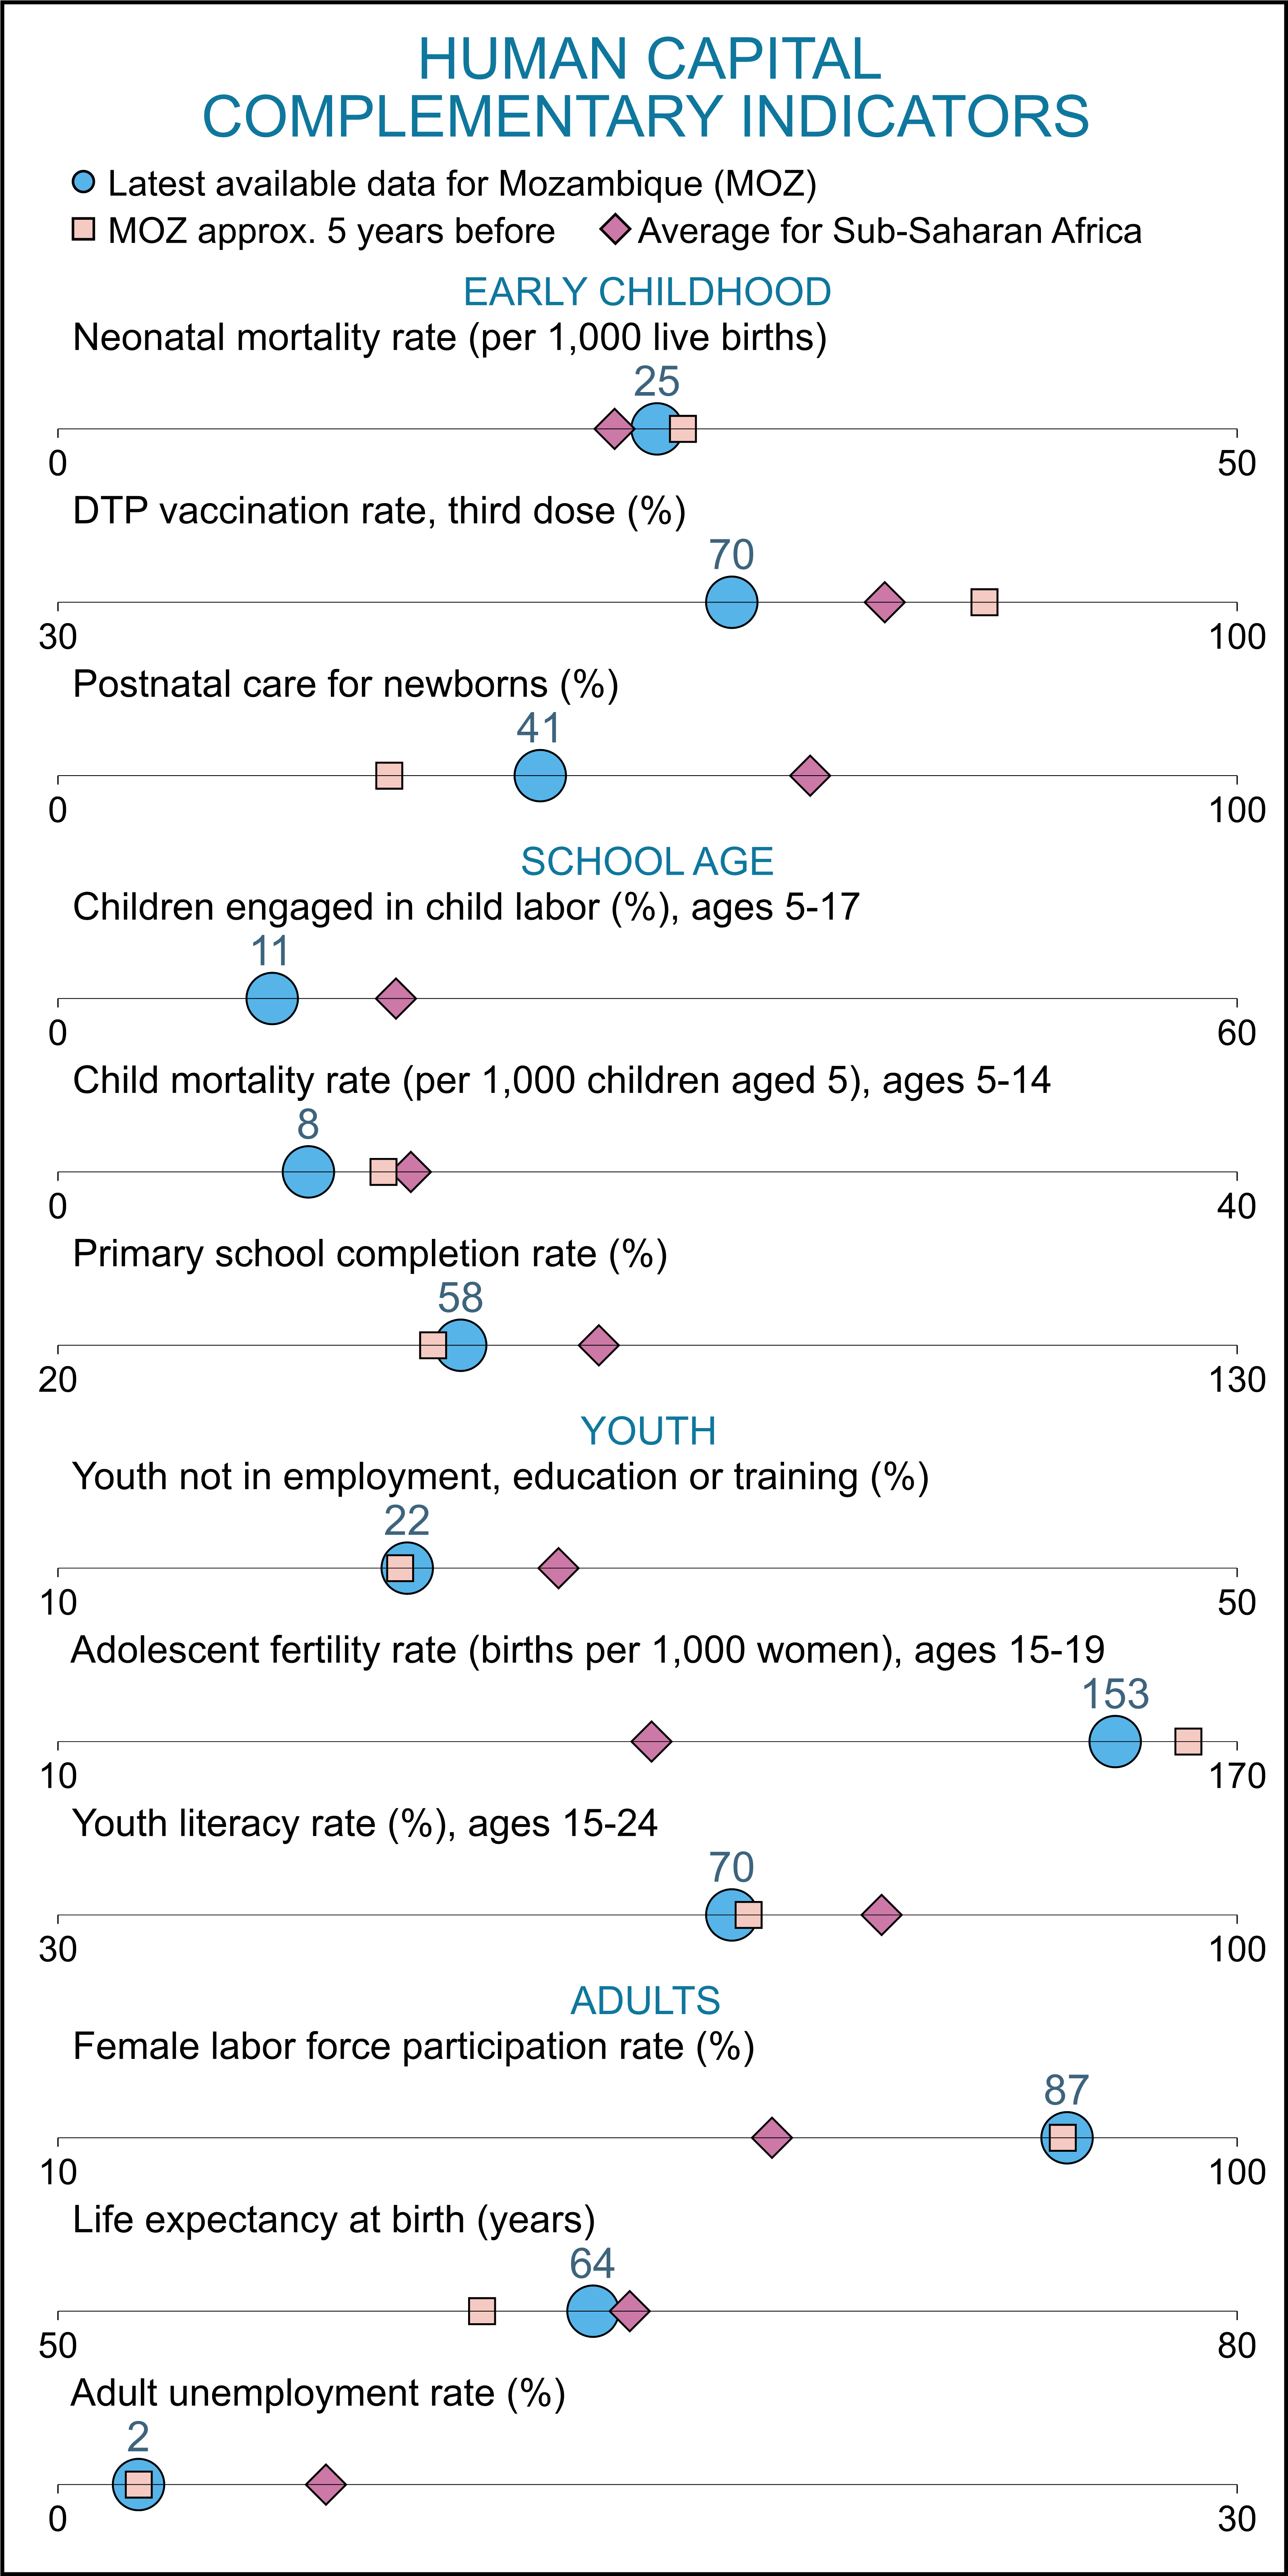 HUMAN CAPITAL
COMPLEMENTARY INDICATORS
Latest available data for Mozambique (MOZ)
MOZ approx. 5 years before Average for Sub-Saharan Africa
EARLY CHILDHOOD
Neonatal mortality rate (per 1,000 live births)
25
0 50
DTP vaccination rate, third dose (%)
70
30 100
Postnatal care for newborns (%)
41
0 100
SCHOOL AGE
Children engaged in child labor (%), ages 5-17
11
0 60
Child mortality rate (per 1,000 children aged 5), ages 5-14
8
0 40
Primary school completion rate (%)
58
20 130
YOUTH
Youth not in employment, education or training (%)
22
10 50
Adolescent fertility rate (births per 1,000 women), ages 15-19
153
10 170
Youth literacy rate (%), ages 15-24
70
30 100
ADULTS
Female labor force participation rate (%)
87
10 100
Life expectancy at birth (years)
64
50 80
Adult unemployment rate (%)
2
0 30